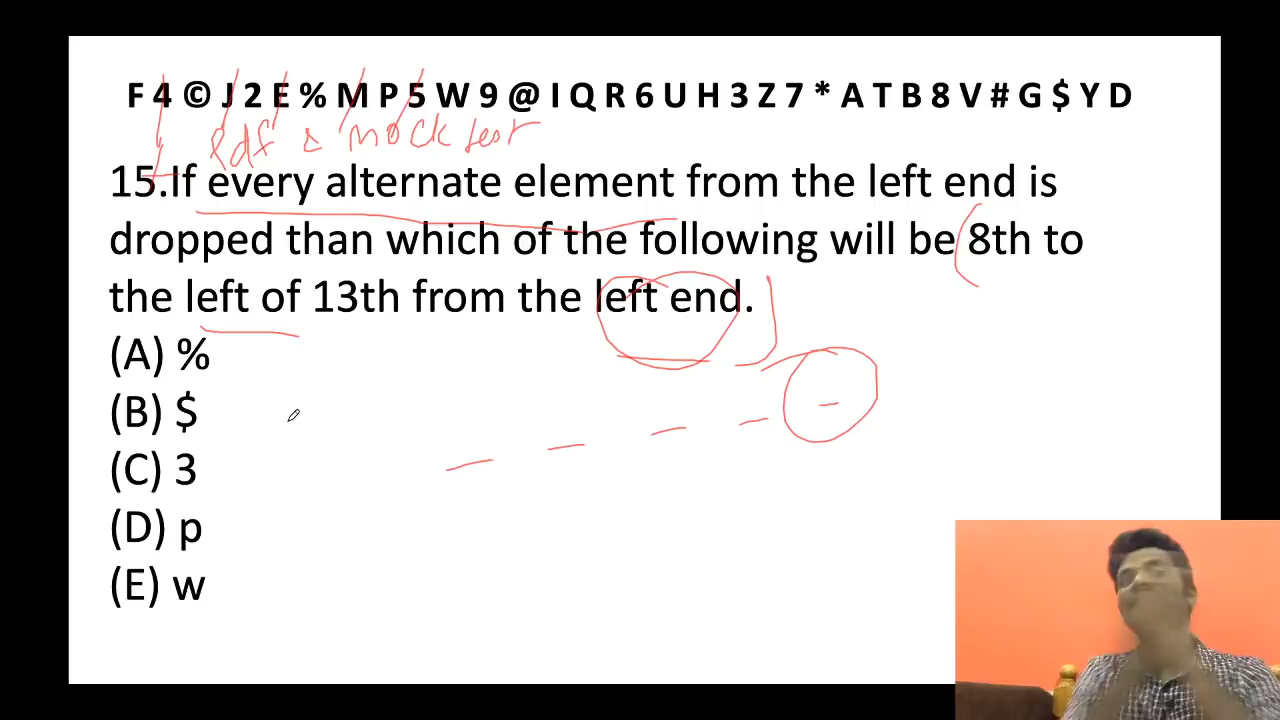 F 4 © J 2 E % M P 5 W 9 @ I Q R 6 U H 3 Z 7 * A T B 8 V # G $ Y D
Pdf & mock test
15.If every alternate element from the left end is
dropped than which of the following will be 8th to
the left of 13th from the left end.
(A) %
(B) $
(C) 3
(D) p
(E) w